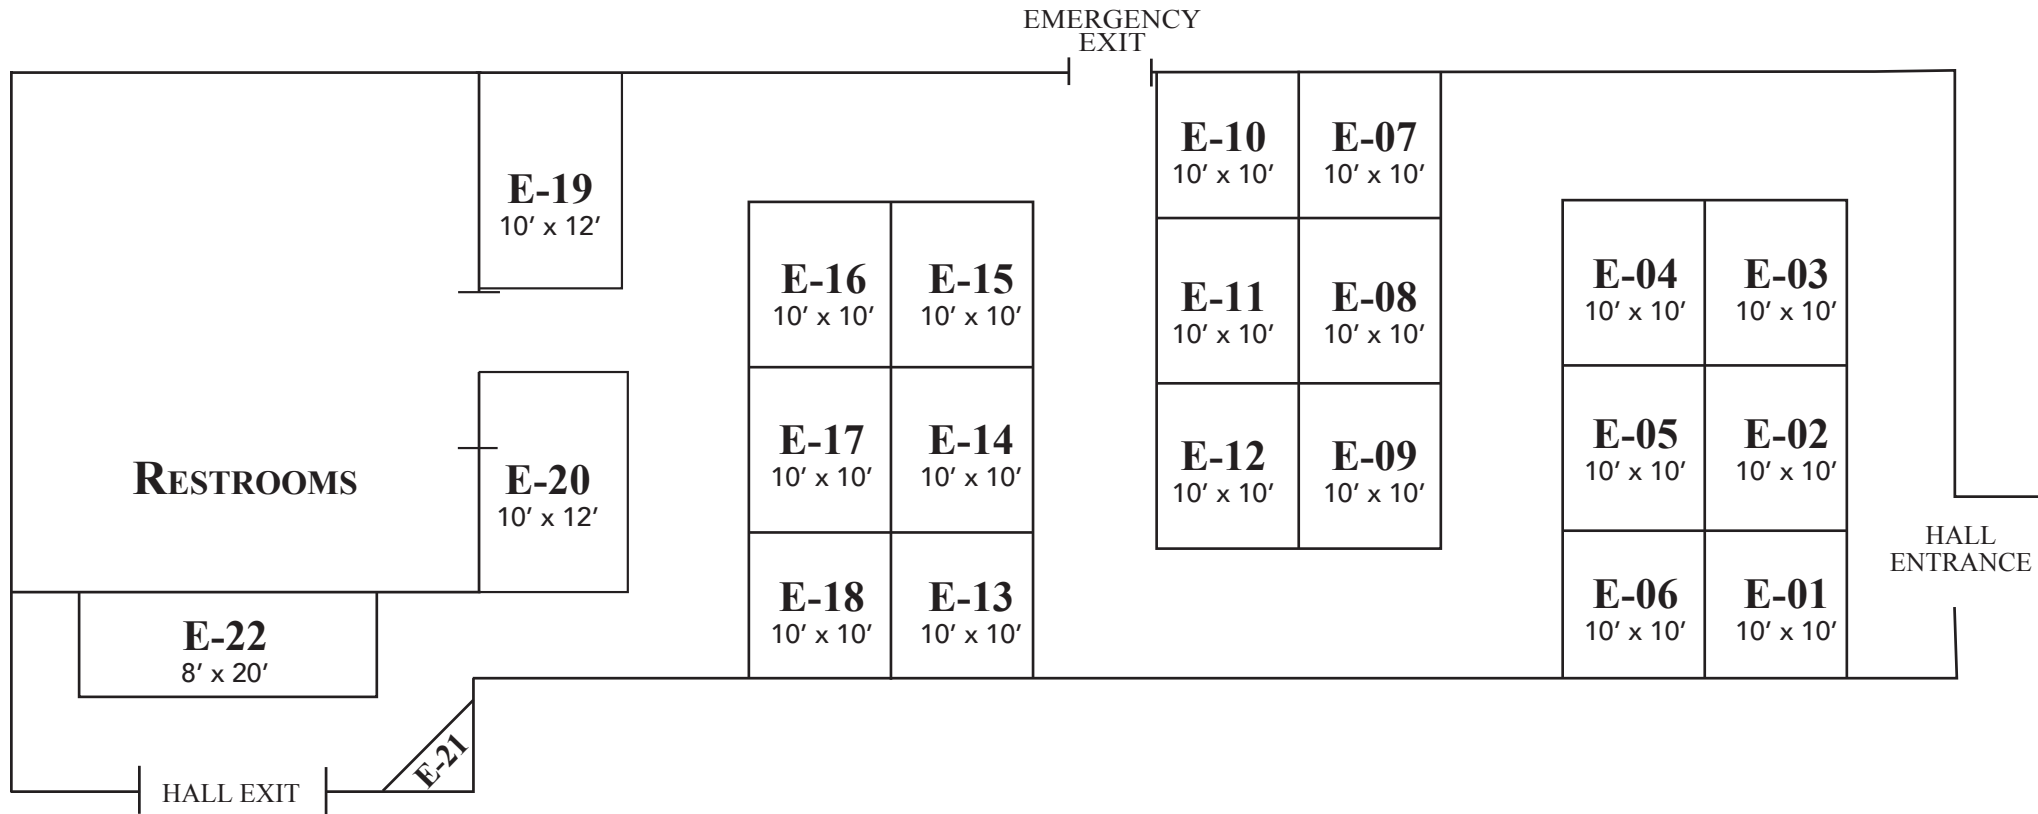 EMERGENCY
EXIT
E-10
10' x 10'
E-07
10' x 10'
E-19
10' x 12'
E-16
10' x 10'
E-15
10' x 10'
E-11
10' x 10'
E-08
10' x 10'
E-04
10' x 10'
E-03
10' x 10'
E-17
10' x 10'
E-14
10' x 10'
E-12
10' x 10'
E-09
10' x 10'
E-05
10' x 10'
E-02
10' x 10'
RESTROOMS
E-20
10' x 12'
HALL
ENTRANCE
E-18
10' x 10'
E-13
10' x 10'
E-06
10' x 10'
E-01
10' x 10'
E-22
8' x 20'
E-21
HALL EXIT